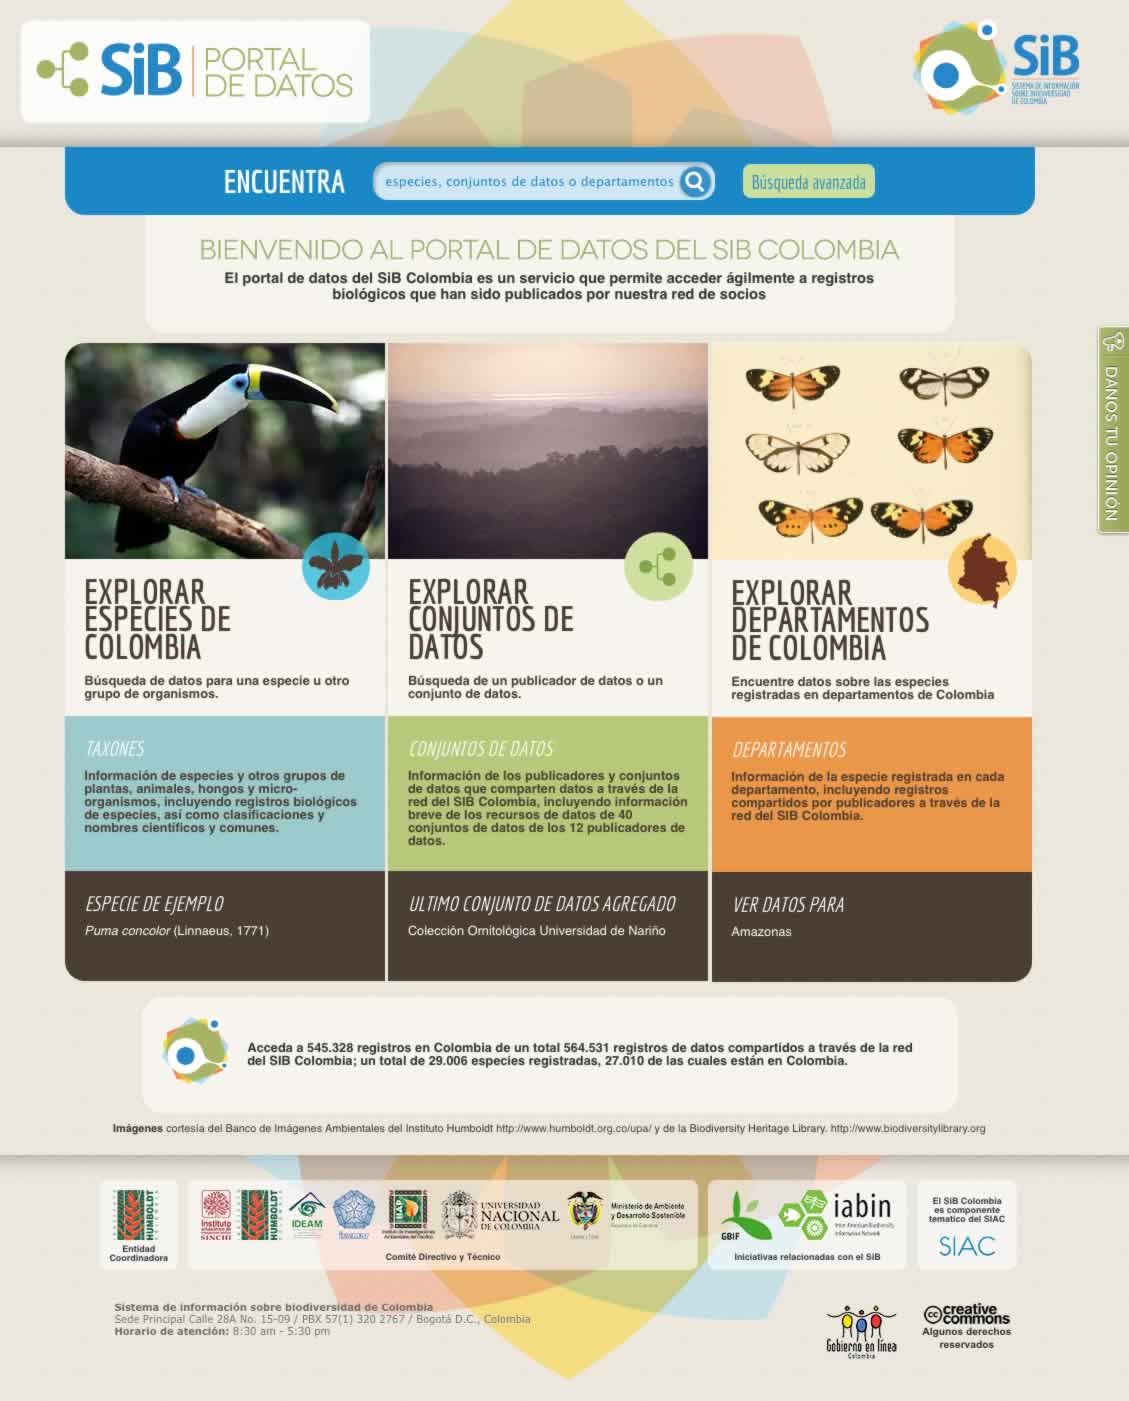 SiB PORTAL
DE DATOS
SiB
SISTEMA DE INFORMACIÓN
SOBRE BIODIVERSIDAD
DE COLOMBIA
ENCUENTRA
especies, conjuntos de datos o departamentos
Búsqueda avanzada
BIENVENIDO AL PORTAL DE DATOS DEL SIB COLOMBIA
El portal de datos del SiB Colombia es un servicio que permite acceder ágilmente a registros
biológicos que han sido publicados por nuestra red de socios
DANOS TU OPINIÓN
EXPLORAR
ESPECIES DE
COLOMBIA
Búsqueda de datos para una especie u otro
grupo de organismos.
TAXONES
Información de especies y otros grupos de
plantas, animales, hongos y micro-
organismos, incluyendo registros biológicos
de especies, así como clasificaciones y
nombres científicos y comunes.
ESPECIE DE EJEMPLO
Puma concolor (Linnaeus, 1771)
EXPLORAR
CONJUNTOS DE
DATOS
Búsqueda de un publicador de datos o un
conjunto de datos.
CONJUNTOS DE DATOS
Información de los publicadores y conjuntos
de datos que comparten datos a través de la
red del SIB Colombia, incluyendo información
breve de los recursos de datos de 40
conjuntos de datos de los 12 publicadores de
datos.
ULTIMO CONJUNTO DE DATOS AGREGADO
Colección Ornitológica Universidad de Nariño
EXPLORAR
DEPARTAMENTOS
DE COLOMBIA
Encuentre datos sobre las especies
registradas en departamentos de Colombia
DEPARTAMENTOS
Información de la especie registrada en cada
departamento, incluyendo registros
compartidos por publicadores a través de la
red del SIB Colombia.
VER DATOS PARA
Amazonas
Acceda a 545.328 registros en Colombia de un total 564.531 registros de datos compartidos a través de la red
del SIB Colombia; un total de 29.006 especies registradas, 27.010 de las cuales están en Colombia.
Imágenes cortesía del Banco de Imágenes Ambientales del Instituto Humboldt http://www.humboldt.org.co/upa/ y de la Biodiversity Heritage Library. http://www.biodiversitylibrary.org
HUMBOLDT
Entidad
Coordinadora
Instituto
SINCHI
HUMBOLDT
IDEAM
IIAP
UNIVERSIDAD
NACIONAL
DE COLOMBIA
Ministerio de Ambiente
y Desarrollo Sostenible
República de Colombia
Comité Directivo y Técnico
GBIF
iabin
Inter-American Biodiversity
Information Network
Iniciativas relacionadas con el SiB
El SiB Colombia
es componente
tematico del SIAC
SIAC
Sistema de información sobre biodiversidad de Colombia
Sede Principal Calle 28A No. 15-09 / PBX 57(1) 320 2767 / Bogotá D.C., Colombia
Horario de atención: 8:30 am - 5:30 pm
Gobierno en línea
Colombia
cc creative
commons
Algunos derechos
reservados